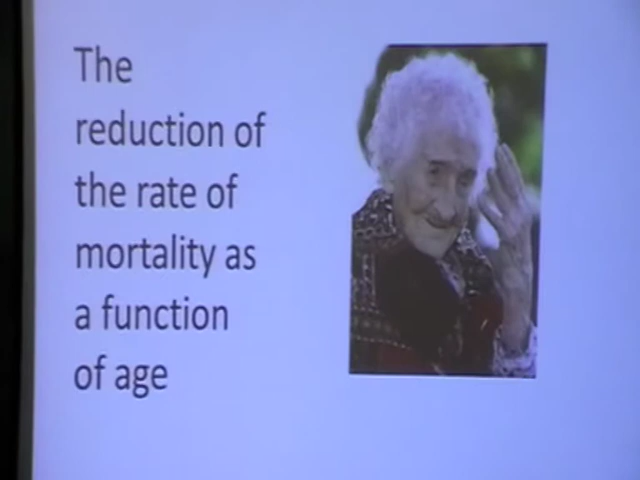 The
reduction of
the rate of
mortality as
a function
of age